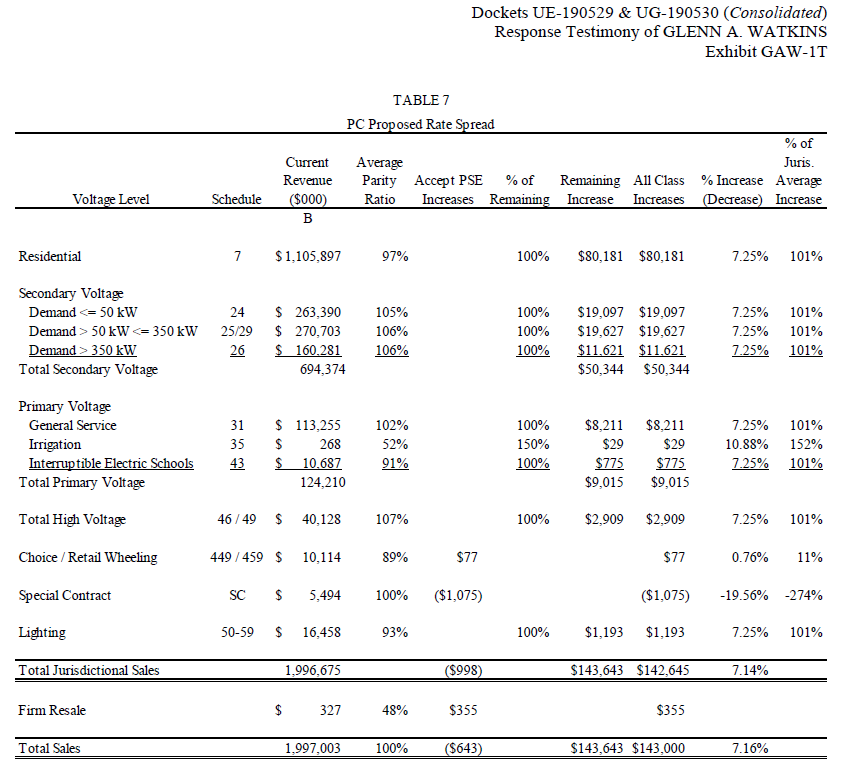 Dockets UE-190529 & UG-190530 (Consolidated)
Response Testimony of GLENN A. WATKINS
Exhibit GAW-1T
TABLE 7
PC Proposed Rate Spread
% of
Current Average Juris.
Revenue Parity Accept PSE % of Remaining All Class % Increase Average
Voltage Level Schedule ($000) Ratio Increases Remaining Increase Increases (Decrease) Increase
B
Residential 7 $ 1,105,897 97% 100% $80,181 $80,181 7.25% 101%
Secondary Voltage
Demand <= 50 kW 24 $ 263,390 105% 100% $19,097 $19,097 7.25% 101%
Demand > 50 kW <= 350 kW 25/29 $ 270,703 106% 100% $19,627 $19,627 7.25% 101%
Demand > 350 kW 26 $ 160,281 106% 100% $11,621 $11,621 7.25% 101%
Total Secondary Voltage 694,374 $50,344 $50,344
Primary Voltage
General Service 31 $ 113,255 102% 100% $8,211 $8,211 7.25% 101%
Irrigation 35 $ 268 52% 150% $29 $29 10.88% 152%
Interruptible Electric Schools 43 $ 10,687 91% 100% $775 $775 7.25% 101%
Total Primary Voltage 124,210 $9,015 $9,015
Total High Voltage 46 / 49 $ 40,128 107% 100% $2,909 $2,909 7.25% 101%
Choice / Retail Wheeling 449 / 459 $ 10,114 89% $77 $77 0.76% 11%
Special Contract SC $ 5,494 100% ($1,075) ($1,075) -19.56% -274%
Lighting 50-59 $ 16,458 93% 100% $1,193 $1,193 7.25% 101%
Total Jurisdictional Sales 1,996,675 ($998) $143,643 $142,645 7.14%
Firm Resale $ 327 48% $355 $355
Total Sales 1,997,003 100% ($643) $143,643 $143,000 7.16%